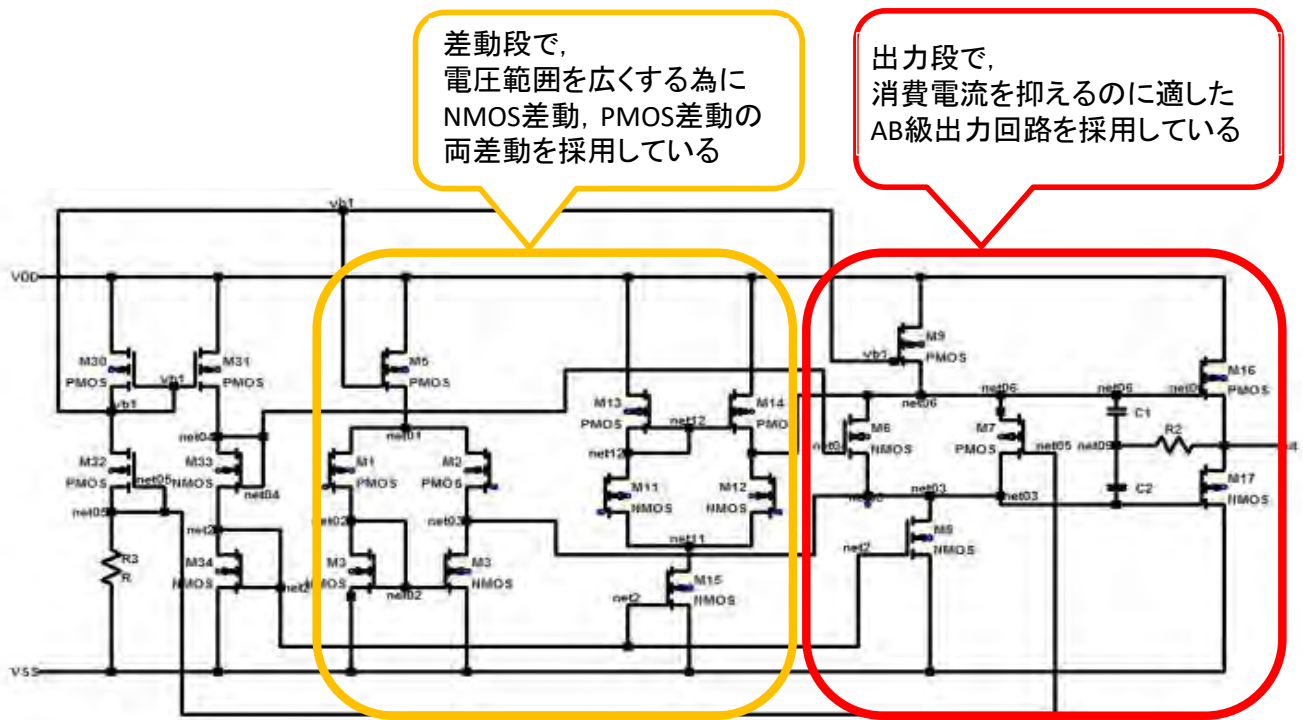 差動段で,
電圧範囲を広くする為に
NMOS差動, PMOS差動の
両差動を採用している
出力段で,
消費電流を抑えるのに適した
AB級出力回路を採用している
vb1
VDD
M30
PMOS
vb1
M31
PMOS
vb1
M5
PMOS
net01
M13
PMOS
net12
M14
PMO
net12
vb1
M9
PMOS
net06
net06
net06
M16
PMOS
M32
PMOS
net05
net05
net04
M33
NMOS
net04
M1
PMOS
M2
PMOS
net02
net03
M11
NMOS
M12
NMOS
net11
M6
NMOS
M7
PMOS
net05
C1
net09
R2
C2
M17
NMOS
net03
net03
R3
R
net2
M34
NMOS
net2
M3
NMOS
net02
M3
NMOS
M15
NMOS
net2
net2
M8
NMOS
VSS